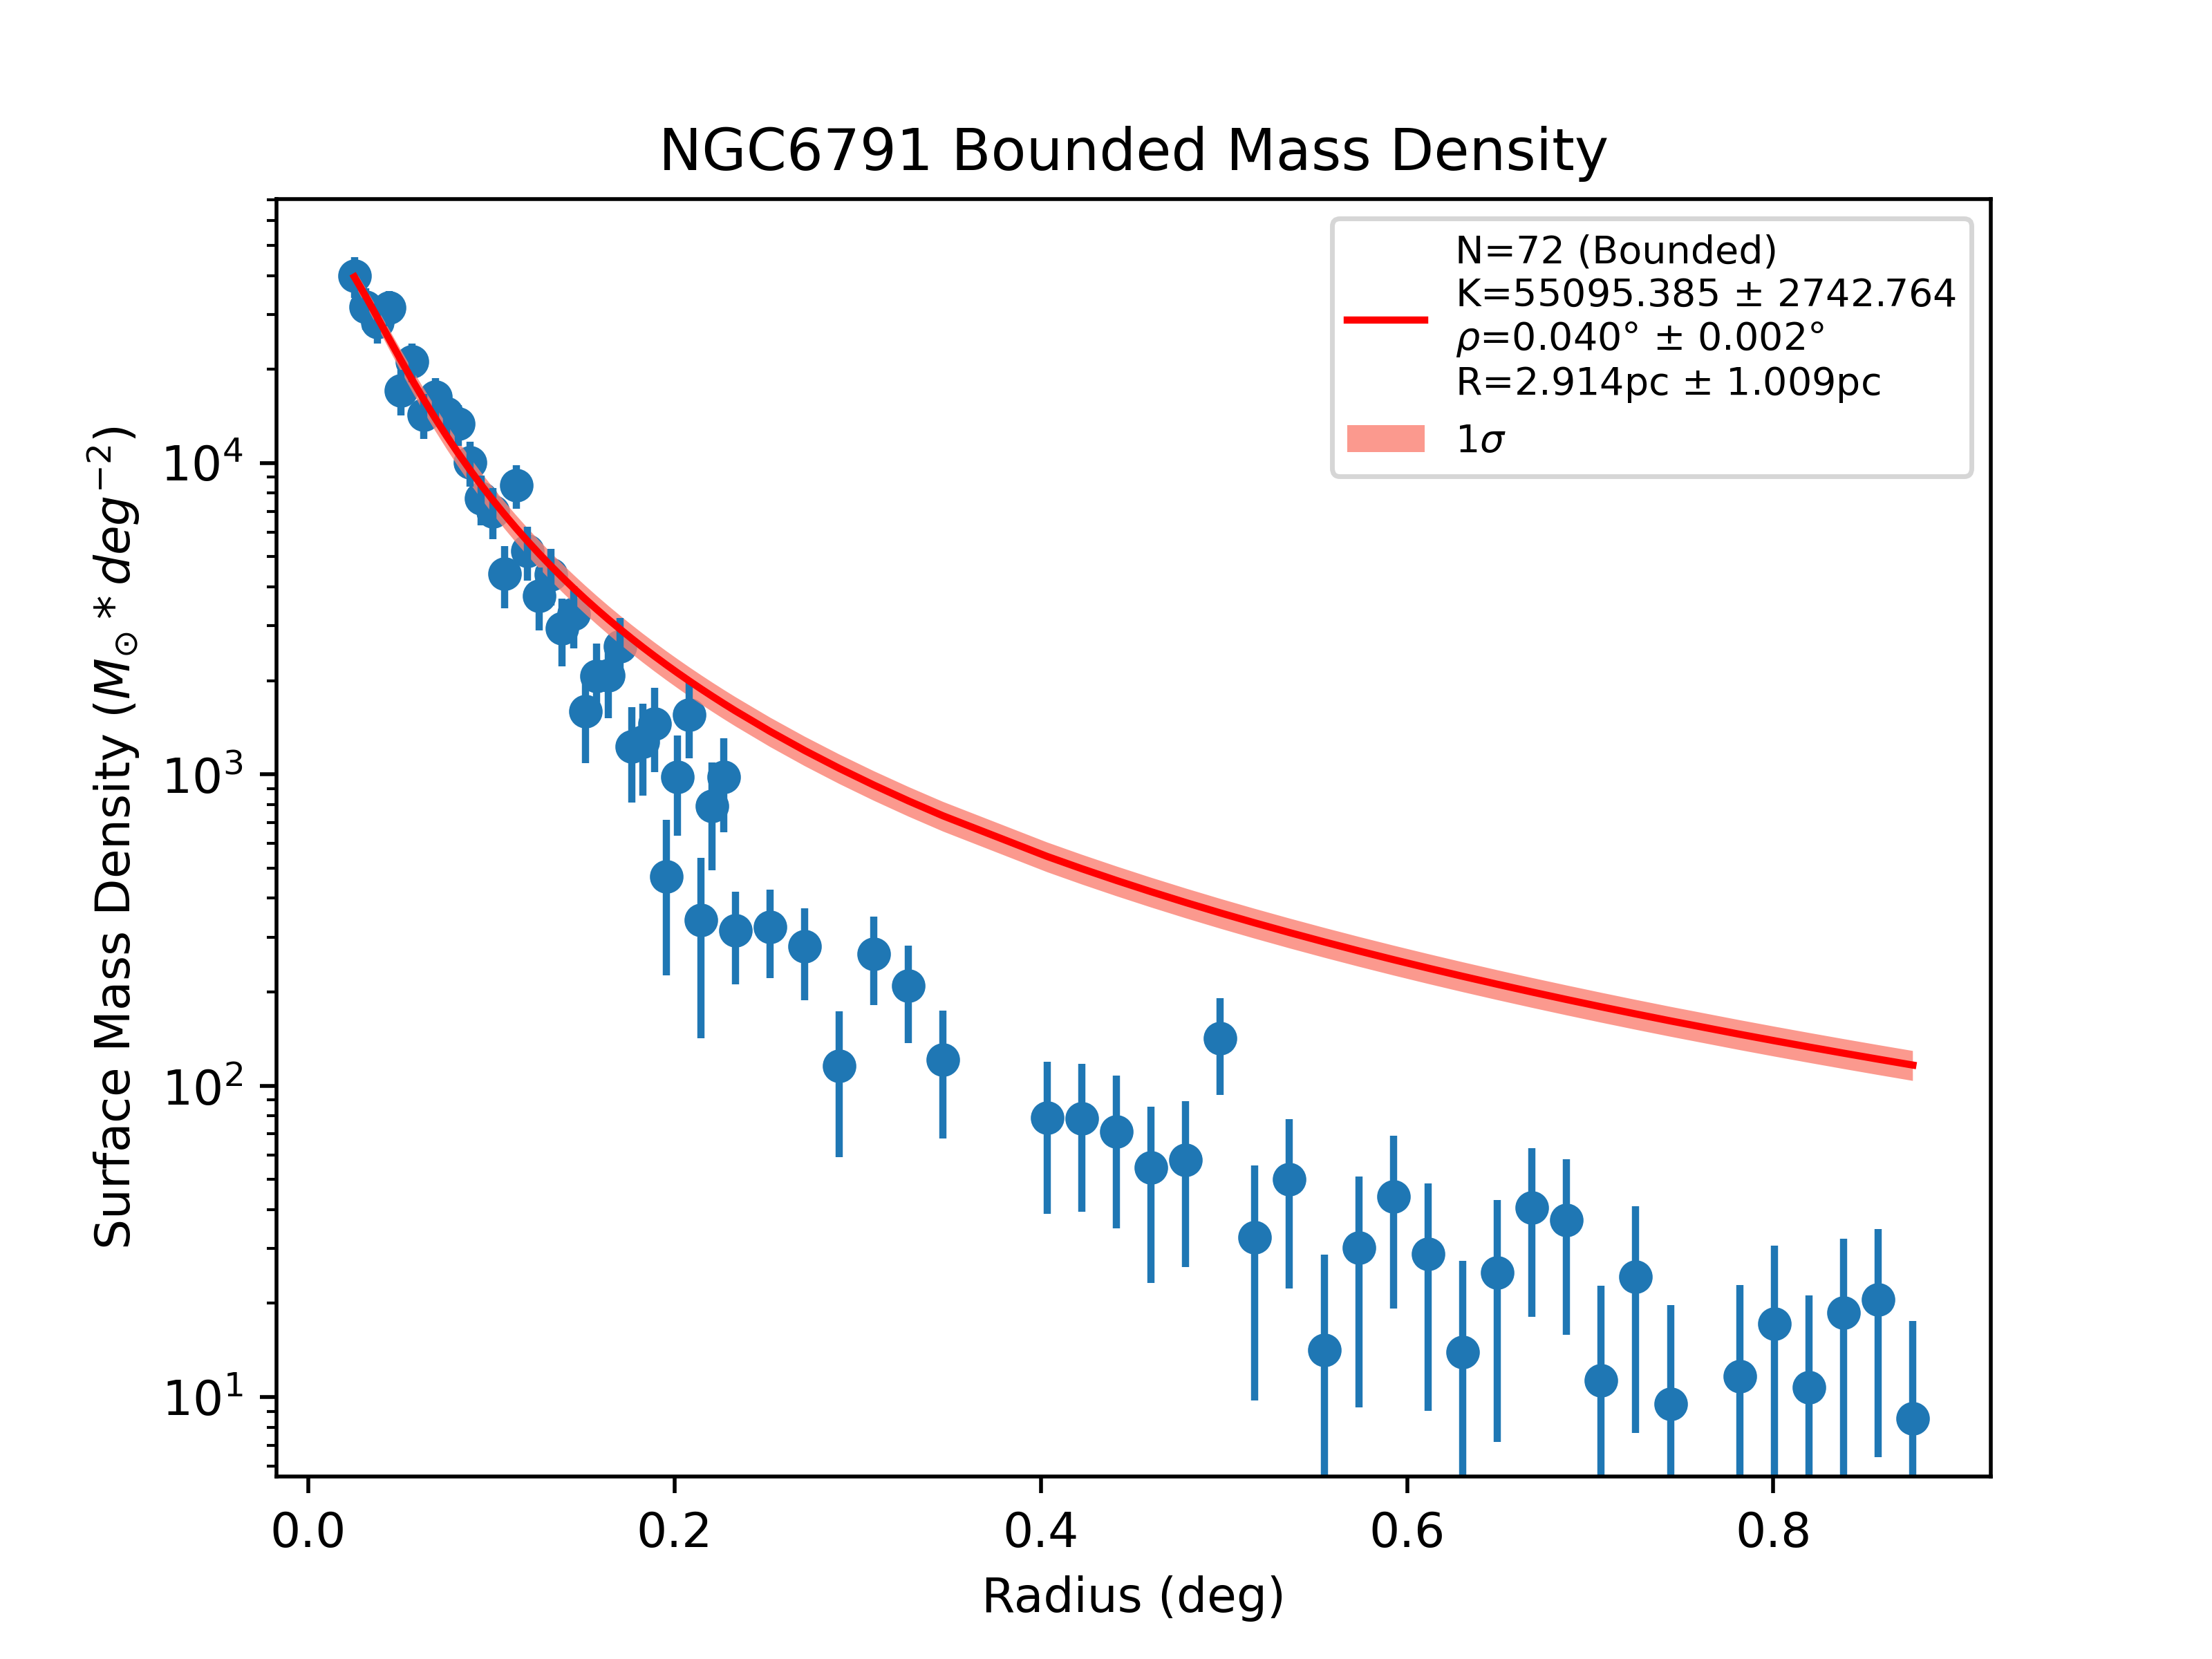 NGC6791 Bounded Mass Density
N=72 (Bounded)
K=55095.385 ± 2742.764
ρ=0.040° ± 0.002°
R=2.914pc ± 1.009pc
1σ
Surface Mass Density (M⊙ * deg⁻²)
10⁴
10³
10²
10¹
0.0 0.2 0.4 0.6 0.8
Radius (deg)